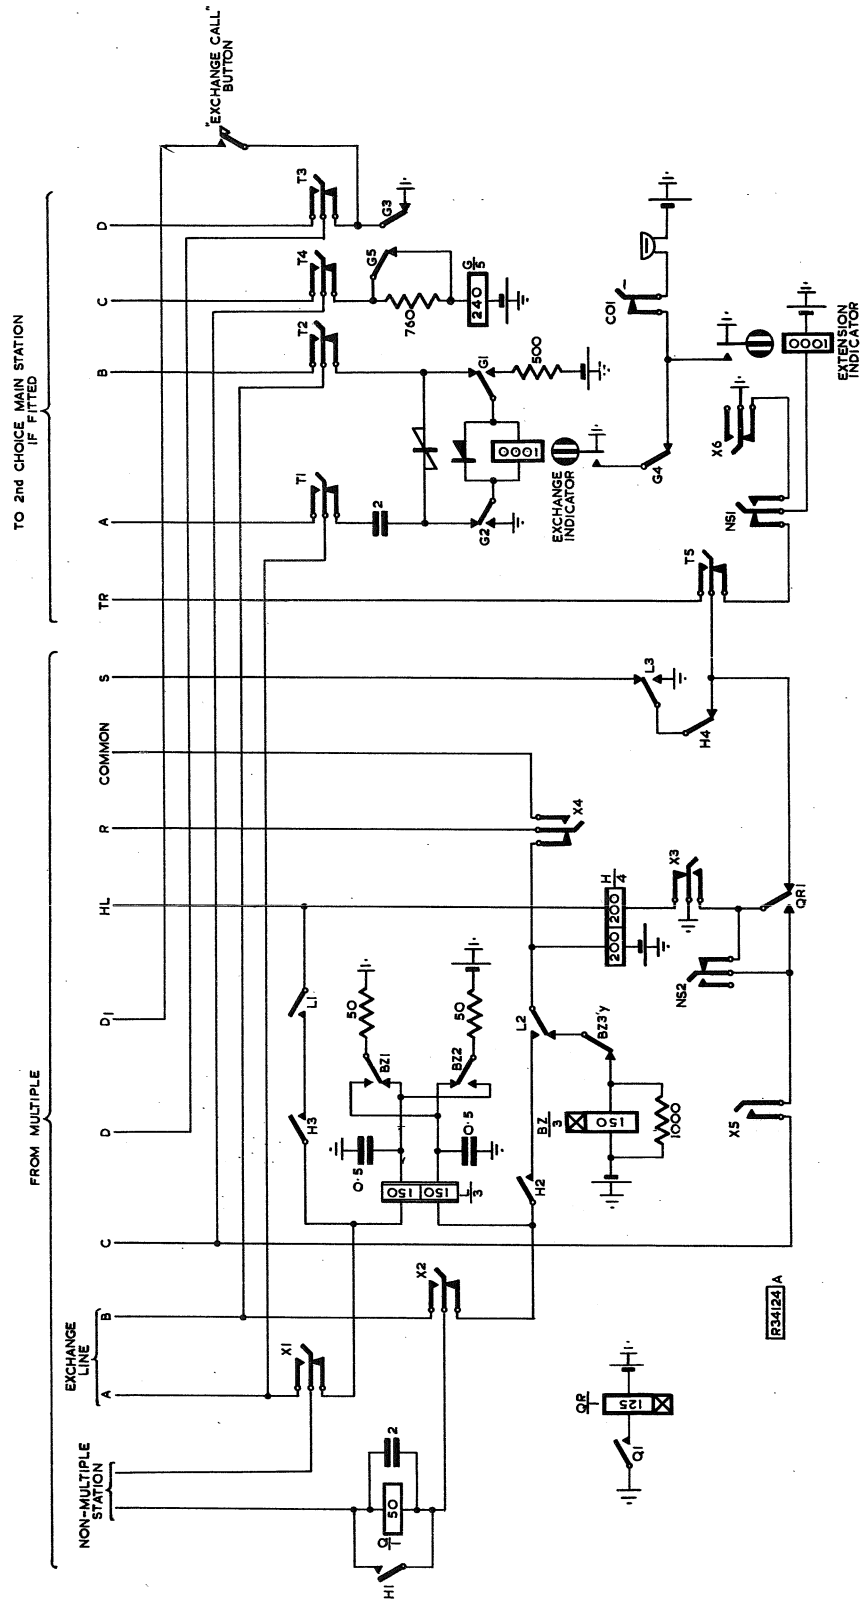 TO 2nd CHOICE MAIN STATION
IF FITTED
"EXCHANGE CALL"
BUTTON
D
C
B
A
TR
T3
T4
T2
T1
G3
G5
760
G
5
240
G1
500
G2
1000
EXCHANGE
INDICATOR
G4
CO1
X6
NS1
1000
EXTENSION
INDICATOR
T5
FROM MULTIPLE
S
COMMON
R
HL
D1
D
C
L3
H4
X4
H
4
200
200
X3
QR1
NS2
X5
L1
H3
50
BZ1
50
BZ2
0·5
0·5
150
150
L
3
L2
BZ3'y
BZ
3
150
1000
H2
EXCHANGE
LINE
B
A
X1
X2
NON-MULTIPLE
STATION
Q
1
50
2
H1
QR
1
125
Q1
2
R34124 A